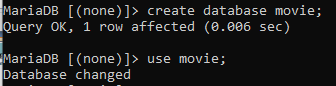 MariaDB [(none)]> create database movie;
Query OK, 1 row affected (0.006 sec)
MariaDB [(none)]> use movie;
Database changed